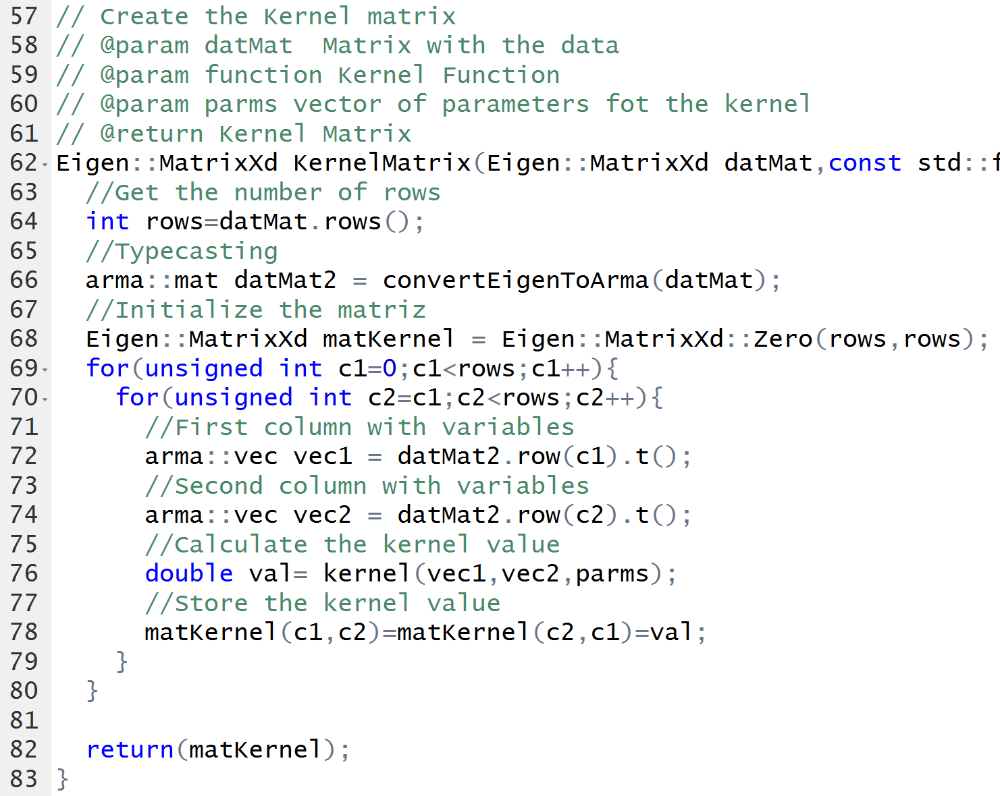 57 // Create the Kernel matrix
58 // @param datMat  Matrix with the data
59 // @param function Kernel Function
60 // @param parms vector of parameters fot the kernel
61 // @return Kernel Matrix
62 Eigen::MatrixXd KernelMatrix(Eigen::MatrixXd datMat,const std::f
63   //Get the number of rows
64   int rows=datMat.rows();
65   //Typecasting
66   arma::mat datMat2 = convertEigenToArma(datMat);
67   //Initialize the matriz
68   Eigen::MatrixXd matKernel = Eigen::MatrixXd::Zero(rows,rows);
69   for(unsigned int c1=0;c1<rows;c1++){
70     for(unsigned int c2=c1;c2<rows;c2++){
71       //First column with variables
72       arma::vec vec1 = datMat2.row(c1).t();
73       //Second column with variables
74       arma::vec vec2 = datMat2.row(c2).t();
75       //Calculate the kernel value
76       double val= kernel(vec1,vec2,parms);
77       //Store the kernel value
78       matKernel(c1,c2)=matKernel(c2,c1)=val;
79     }
80   }
81
82   return(matKernel);
83 }